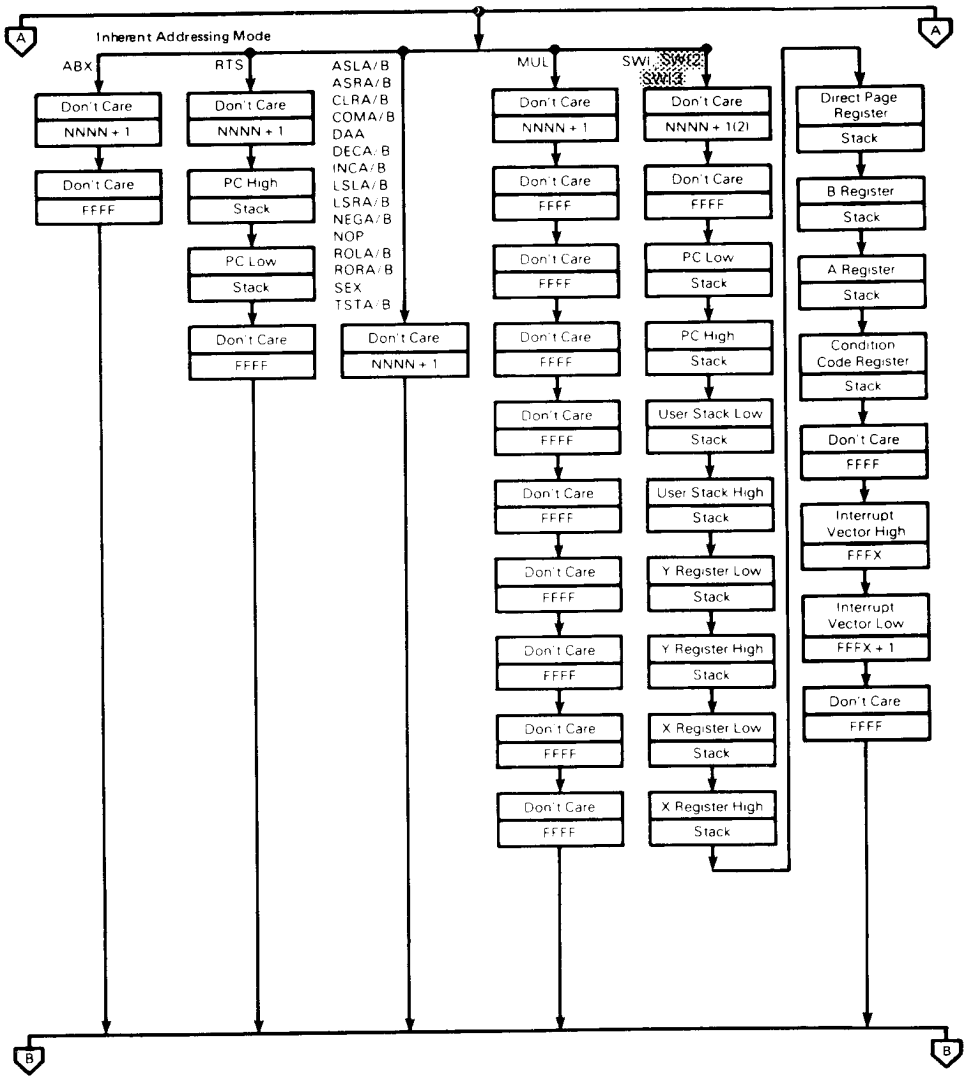 A
A
Inherent Addressing Mode
ABX
Don't Care
NNNN + 1
Don't Care
FFFF
RTS
Don't Care
NNNN + 1
PC High
Stack
PC Low
Stack
Don't Care
FFFF
ASLA/B
ASRA/B
CLRA/B
COMA/B
DAA
DECA/B
INCA/B
LSLA/B
LSRA/B
NEGA/B
NOP
ROLA/B
RORA/B
SEX
TSTA/B
Don't Care
NNNN + 1
MUL
Don't Care
NNNN + 1
Don't Care
FFFF
Don't Care
FFFF
Don't Care
FFFF
Don't Care
FFFF
Don't Care
FFFF
Don't Care
FFFF
Don't Care
FFFF
Don't Care
FFFF
Don't Care
FFFF
SWI, SWI2
SWI3
Don't Care
NNNN + 1(2)
Don't Care
FFFF
PC Low
Stack
PC High
Stack
User Stack Low
Stack
User Stack High
Stack
Y Register Low
Stack
Y Register High
Stack
X Register Low
Stack
X Register High
Stack
Direct Page
Register
Stack
B Register
Stack
A Register
Stack
Condition
Code Register
Stack
Don't Care
FFFF
Interrupt
Vector High
FFFX
Interrupt
Vector Low
FFFX + 1
Don't Care
FFFF
B
B